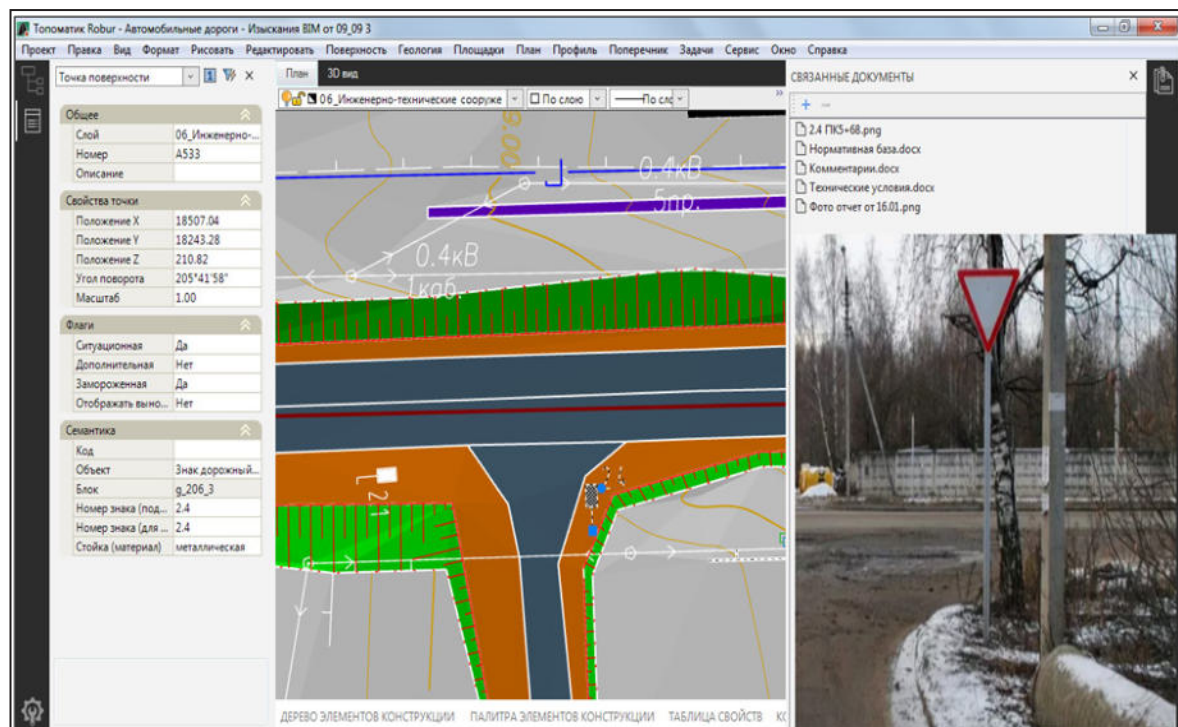 Топоматик Robur - Автомобильные дороги - Изыскания BIM от 09_09 3
Проект Правка Вид Формат Рисовать Редактировать Поверхность Геология Площадки План Профиль Поперечник Задачи Сервис Окно Справка
Точка поверхности
Общее
Слой 06_Инженерно-...
Номер A533
Описание
Свойства точки
Положение X 18507.04
Положение Y 18243.28
Положение Z 210.82
Угол поворота 205°41'58"
Масштаб 1.00
Флаги
Ситуационная Да
Дополнительная Нет
Замороженная Да
Отображать выно... Нет
Семантика
Код
Объект Знак дорожный...
Блок g_206_3
Номер знака (под... 2.4
Номер знака (для ... 2.4
Стойка (материал) металлическая
План 3D вид
06_Инженерно-технические сооруже По слою По сло
0.4кВ
5пр.
0.4кВ
1каб.
2.1
ДЕРЕВО ЭЛЕМЕНТОВ КОНСТРУКЦИИ ПАЛИТРА ЭЛЕМЕНТОВ КОНСТРУКЦИИ ТАБЛИЦА СВОЙСТВ
СВЯЗАННЫЕ ДОКУМЕНТЫ
2.4 ПК5+68.png
Нормативная база.docx
Комментарии.docx
Технические условия.docx
Фото отчет от 16.01.png